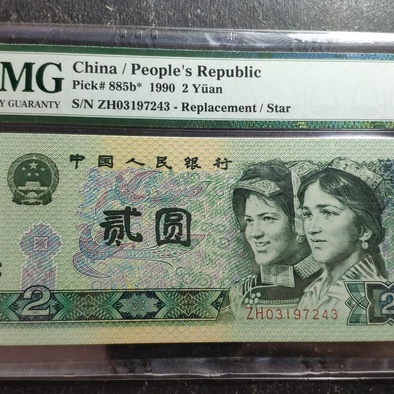 MG China / People's Republic
Pick# 885b* 1990 2 Yüan
Y GUARANTY S/N ZH03197243 - Replacement / Star
中国人民银行
贰圆
2 ZH03197243 2